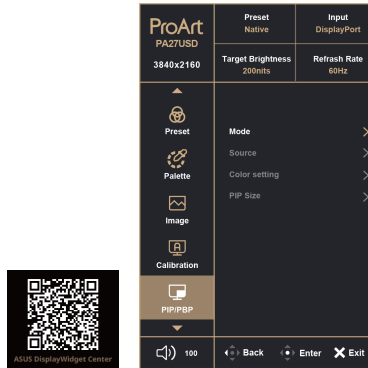 ProArt
PA27USD
3840x2160
Preset
Native
Input
DisplayPort
Target Brightness
200nits
Refrash Rate
60Hz
Preset
Palette
Image
A
Calibration
PIP/PBP
100
Mode
Source
Color setting
PIP Size
Back
Enter
Exit
ASUS DisplayWidget Center